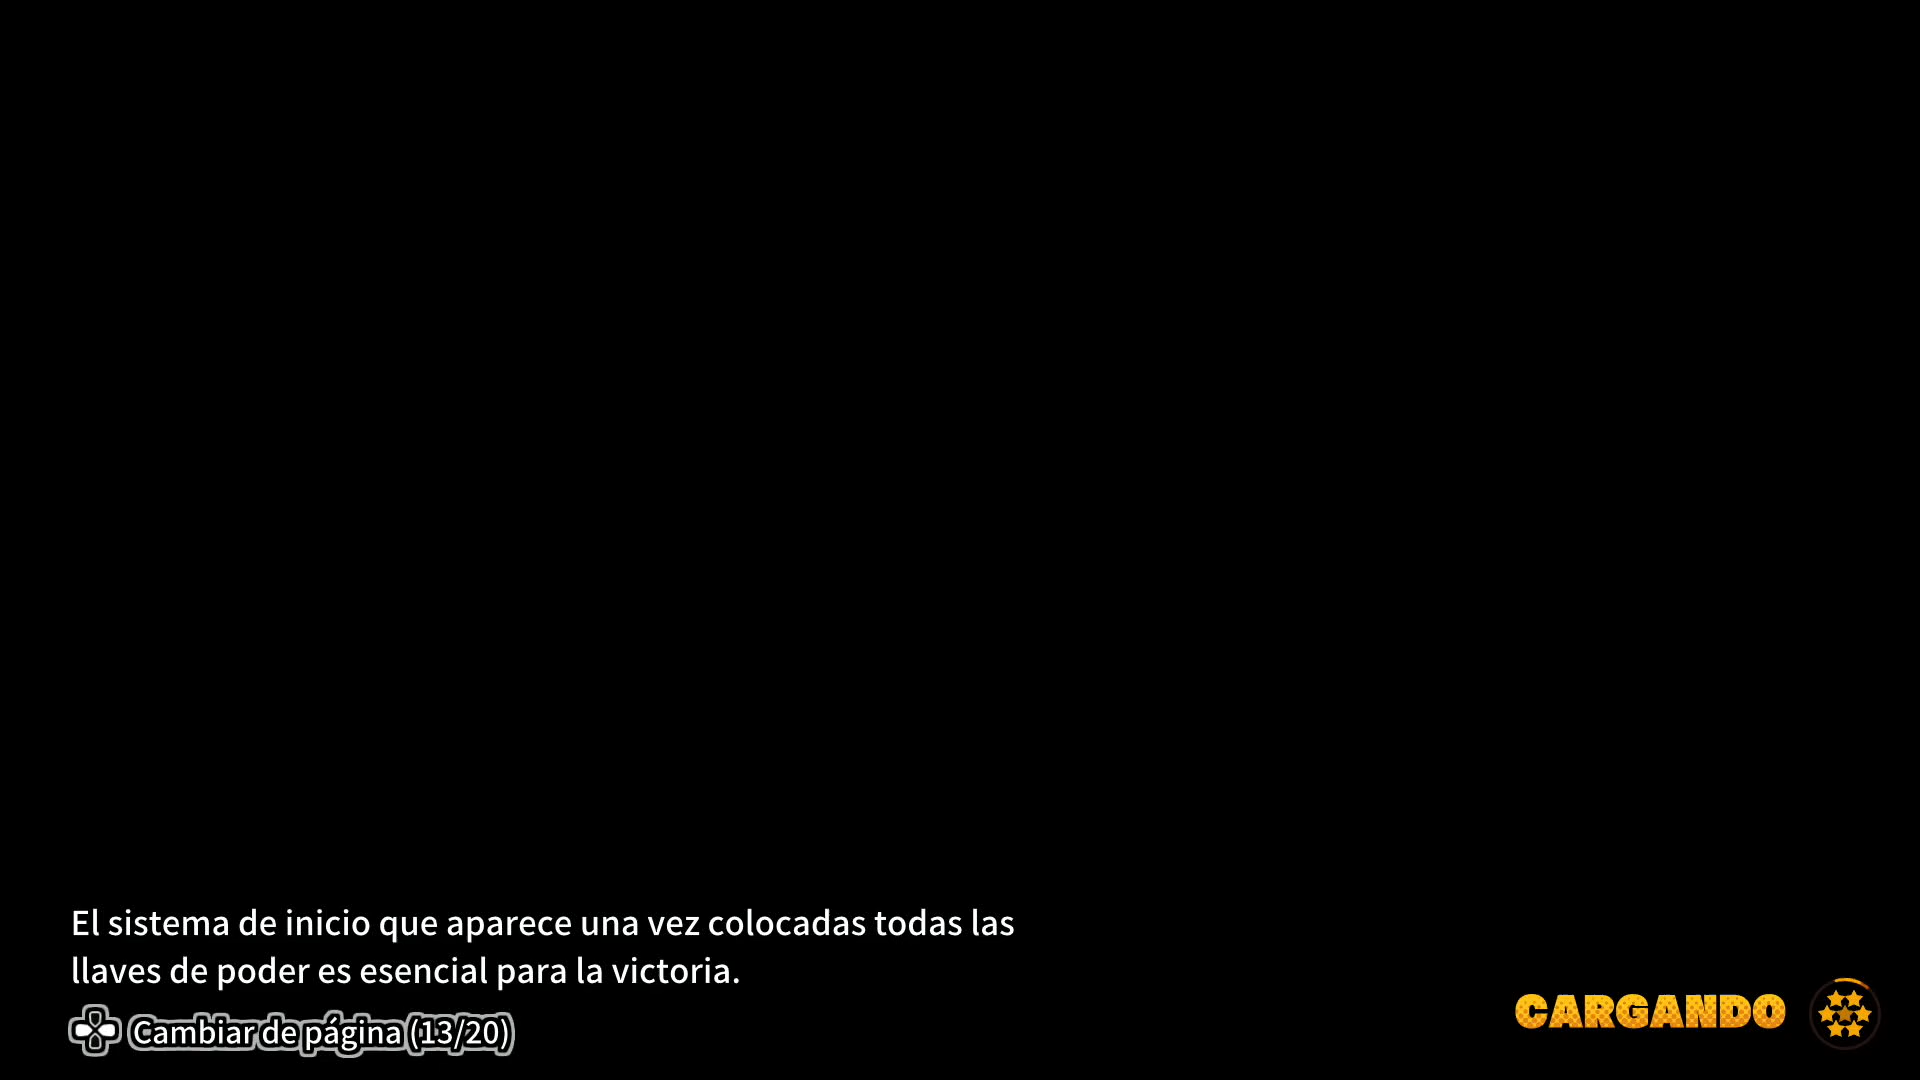 El sistema de inicio que aparece una vez colocadas todas las
llaves de poder es esencial para la victoria.
Cambiar de página (13/20)
CARGANDO